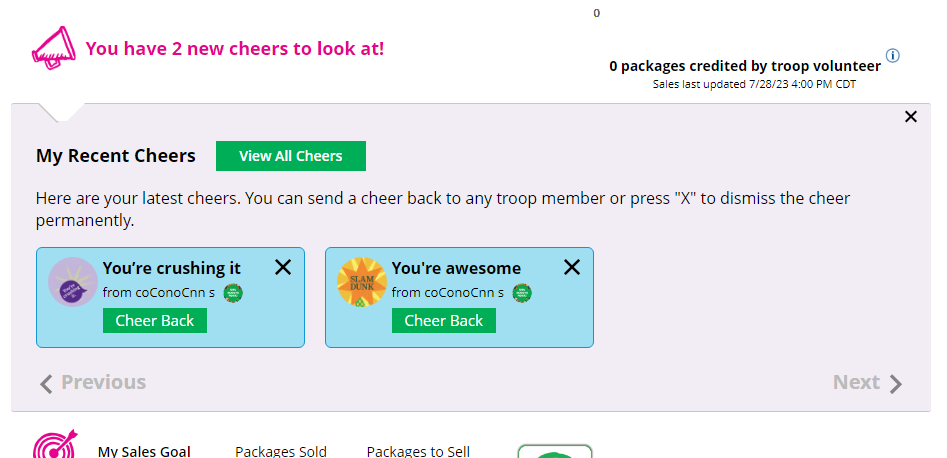 0
You have 2 new cheers to look at!
0 packages credited by troop volunteer
Sales last updated 7/28/23 4:00 PM CDT
My Recent Cheers
View All Cheers
Here are your latest cheers. You can send a cheer back to any troop member or press "X" to dismiss the cheer
permanently.
You’re crushing it
from coConoCnn s
Cheer Back
SLAM
DUNK
You're awesome
from coConoCnn s
Cheer Back
Previous
Next
My Sales Goal
Packages Sold
Packages to Sell